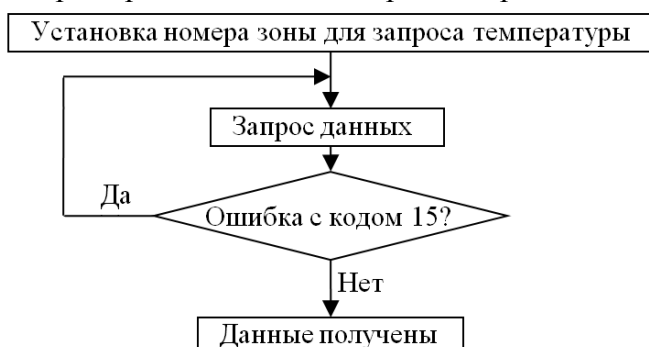 Установка номера зоны для запроса температуры
Запрос данных
Да
Ошибка с кодом 15?
Нет
Данные получены